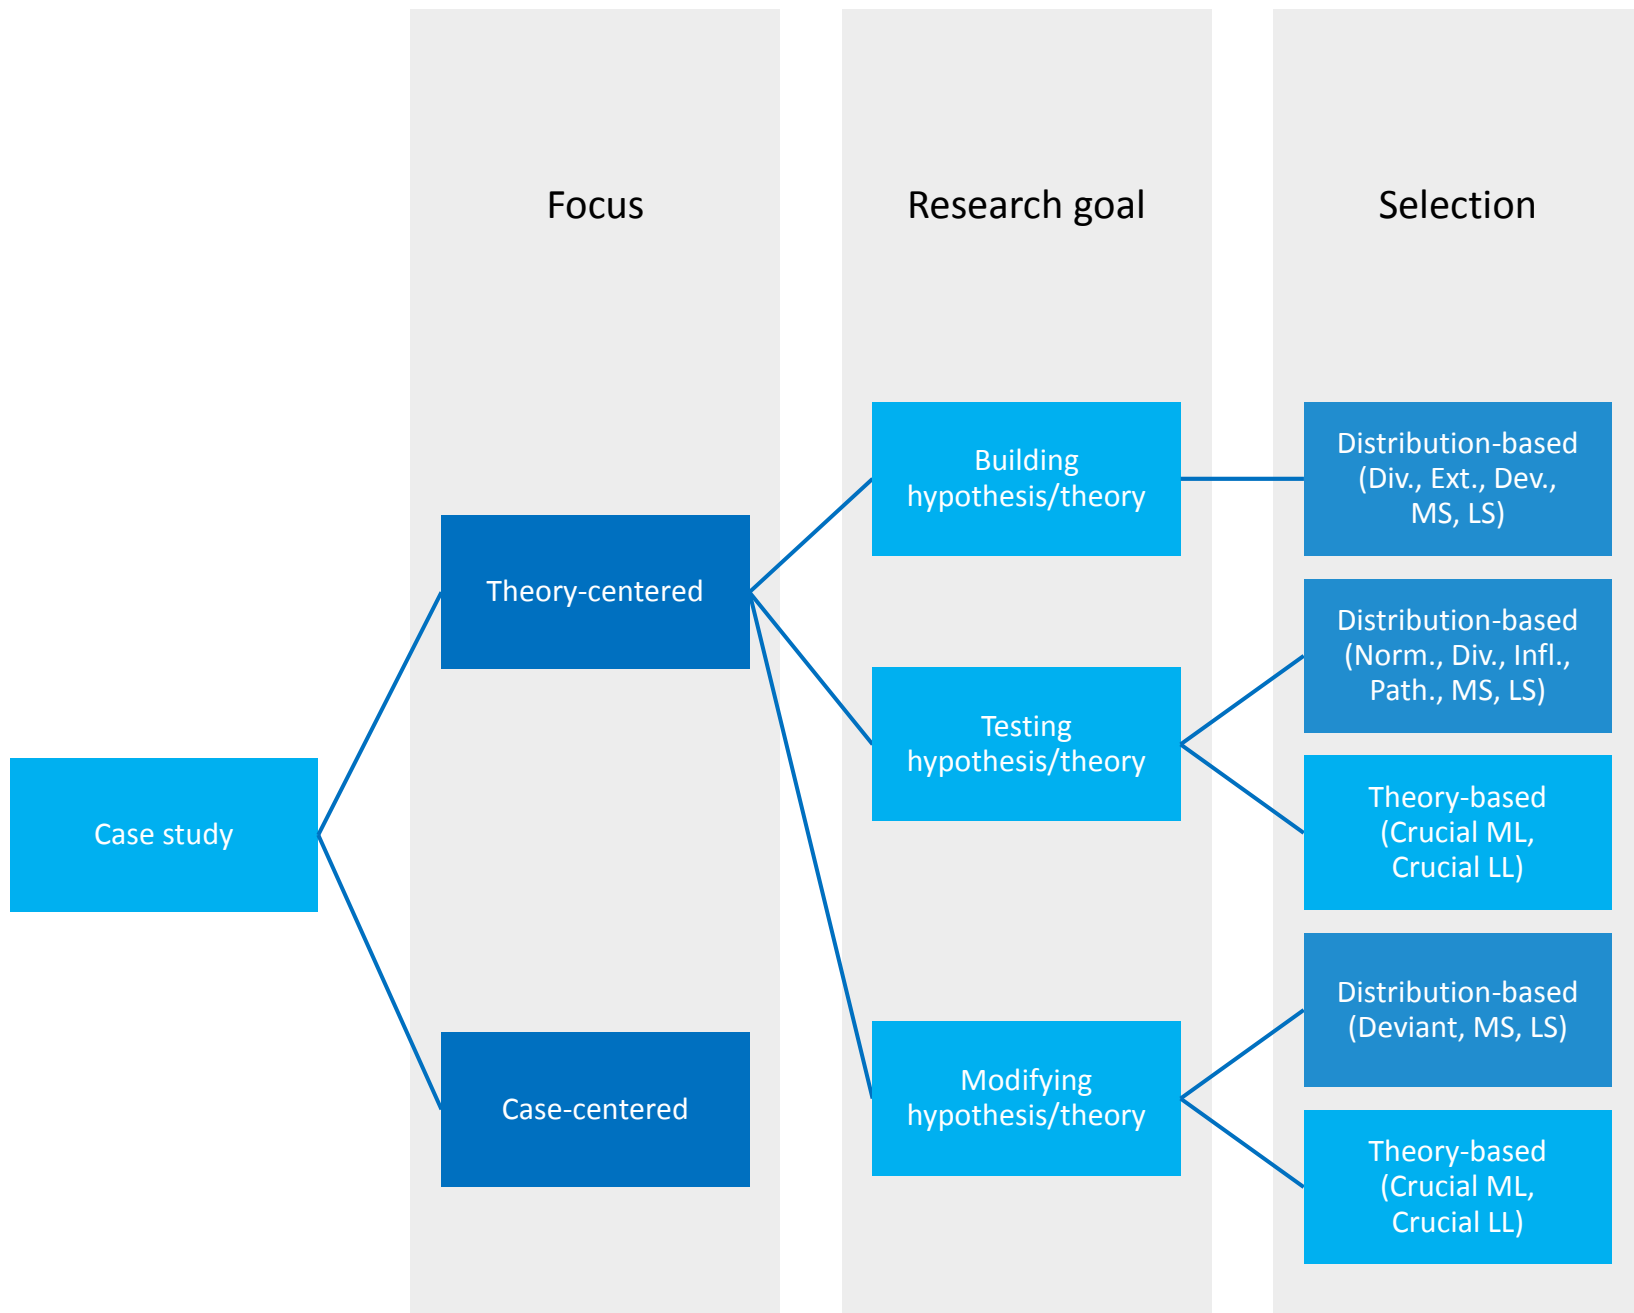 Focus
Research goal
Selection
Case study
Theory-centered
Case-centered
Building
hypothesis/theory
Testing
hypothesis/theory
Modifying
hypothesis/theory
Distribution-based
(Div., Ext., Dev.,
MS, LS)
Distribution-based
(Norm., Div., Infl.,
Path., MS, LS)
Theory-based
(Crucial ML,
Crucial LL)
Distribution-based
(Deviant, MS, LS)
Theory-based
(Crucial ML,
Crucial LL)